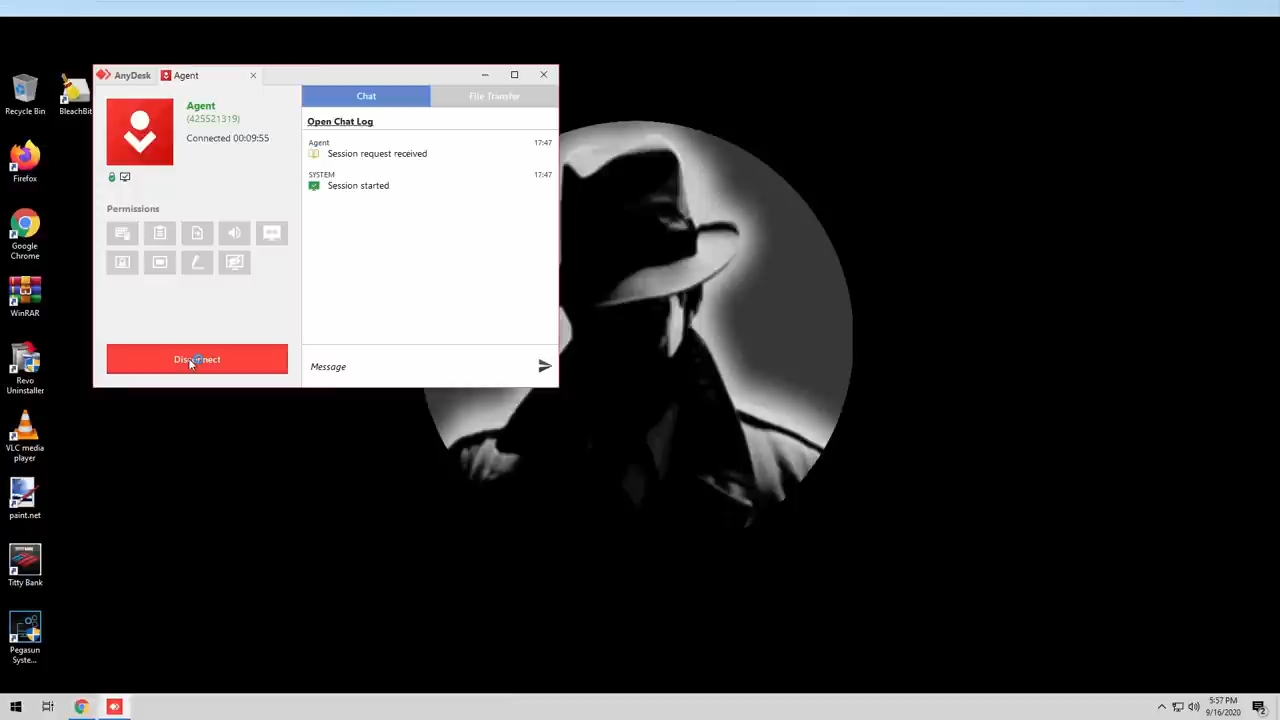 AnyDesk
Agent
Agent
(425521319)
Connected 00:09:55
Permissions
Disconnect
Chat
File Transfer
Open Chat Log
Agent
17:47
Session request received
SYSTEM
17:47
Session started
Message
Recycle Bin
BleachBit
Firefox
Google
Chrome
WinRAR
Revo
Uninstaller
VLC media
player
paint.net
Titty Bank
Pegasun
Syste...
5:57 PM
9/16/2020
2